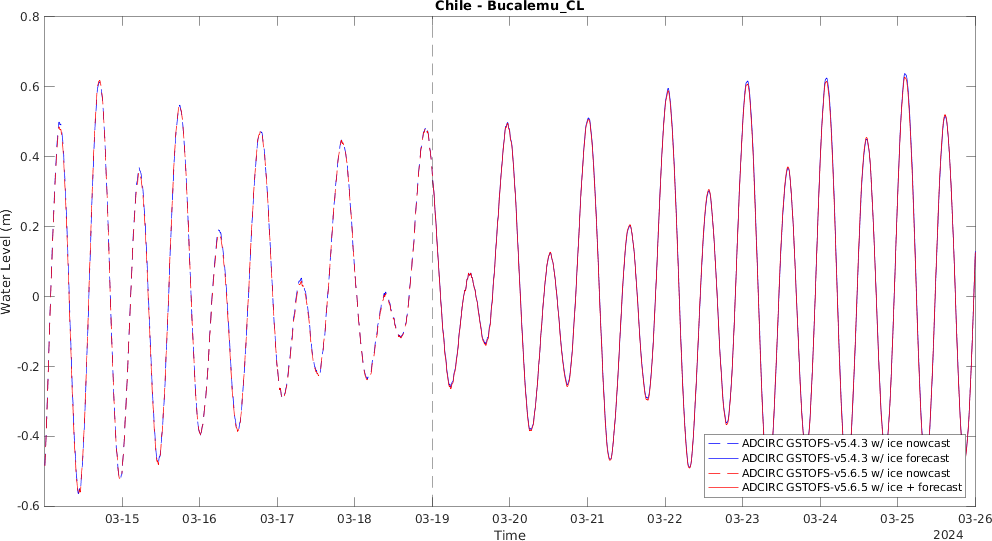 Chile - Bucalemu_CL
Water Level (m)
0.8
0.6
0.4
0.2
0
-0.2
-0.4
-0.6
ADCIRC GSTOFS-v5.4.3 w/ ice nowcast
ADCIRC GSTOFS-v5.4.3 w/ ice forecast
ADCIRC GSTOFS-v5.6.5 w/ ice nowcast
ADCIRC GSTOFS-v5.6.5 w/ ice + forecast
03-15 03-16 03-17 03-18 03-19 03-20 03-21 03-22 03-23 03-24 03-25 03-26
Time
2024